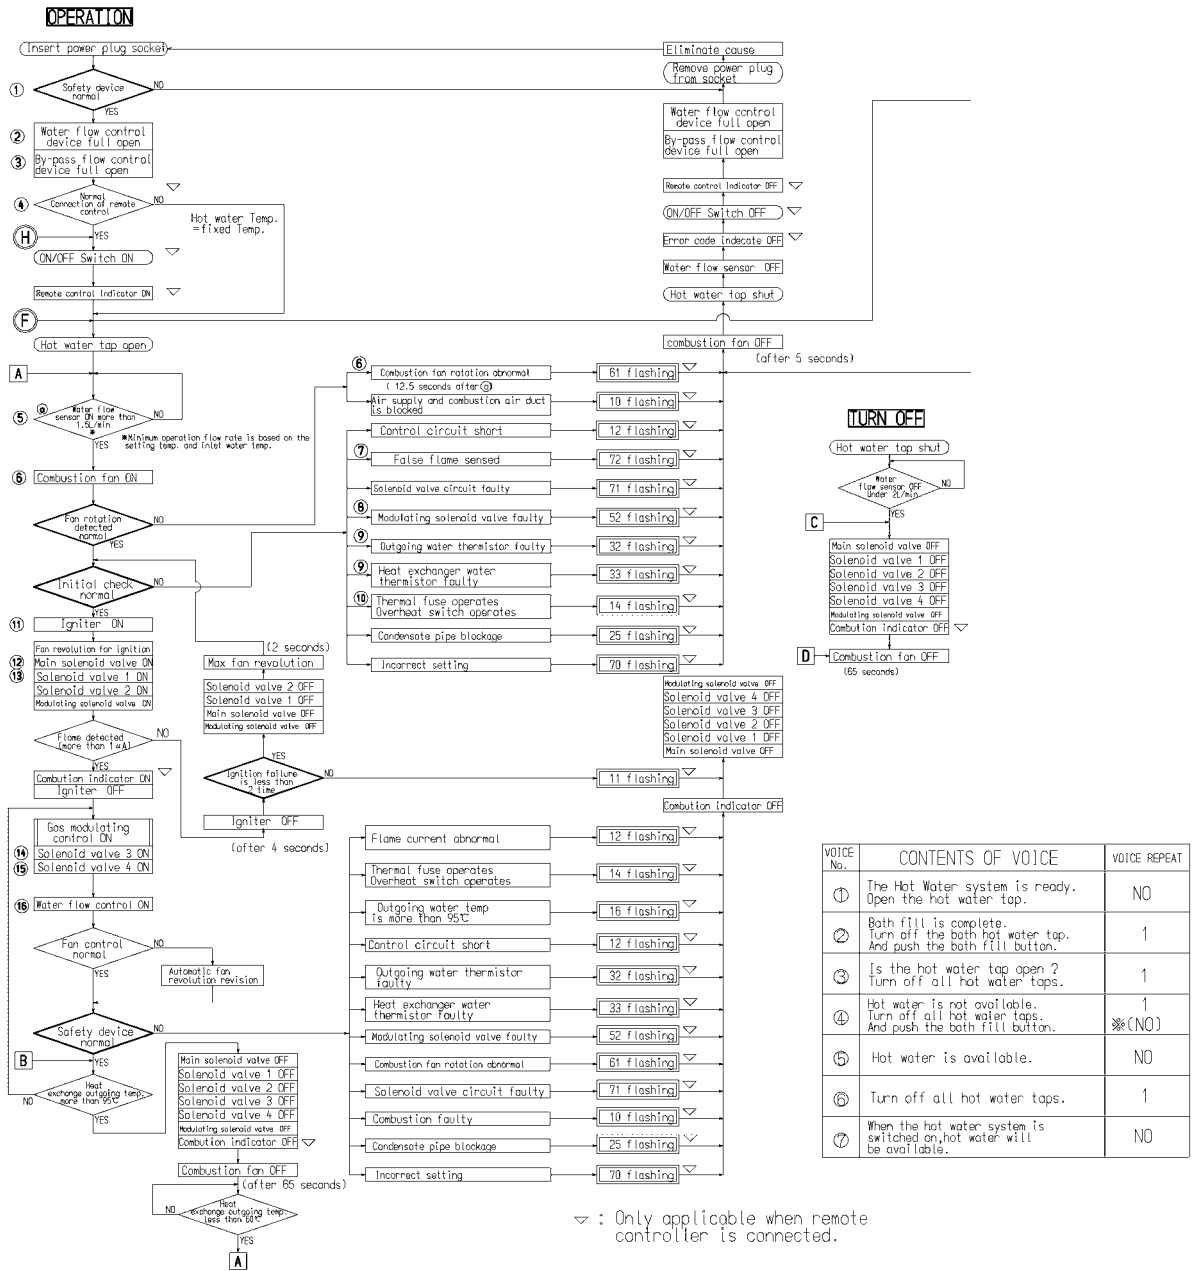 OPERATION
Insert power plug socket
1
Safety device
normal
NO
YES
2
Water flow control
device full open
3
By-pass flow control
device full open
4
Normal
Connection of remote
control
NO
YES
Hot water Temp.
=fixed Temp.
H
ON/OFF Switch ON
Remote control Indicator ON
F
Hot water tap open
A
5
@
Water flow
sensor ON more than
1.5L/min
*
NO
YES
*Minimum operation flow rate is based on the
setting temp. and inlet water temp.
6
Combustion fan ON
Fan rotation
detected
normal
NO
YES
Initial check
normal
NO
YES
11
Igniter ON
Fan revolution for ignition
12
Main solenoid valve ON
13
Solenoid valve 1 ON
Solenoid valve 2 ON
Modulating solenoid valve ON
Flame detected
(more than 1μA)
NO
YES
Combution indicator ON
Igniter OFF
Gas modulating
control ON
14
Solenoid valve 3 ON
15
Solenoid valve 4 ON
16
Water flow control ON
Fan control
normal
NO
YES
Automatic fan
revolution revision
Safety device
normal
NO
YES
B
Heat
exchange outgoing temp.
more than 95℃
NO
YES
(2 seconds)
Max fan revolution
Solenoid valve 2 OFF
Solenoid valve 1 OFF
Main solenoid valve OFF
Modulating solenoid valve OFF
YES
Ignition failure
is less than
2 time
NO
Igniter OFF
(after 4 seconds)
Main solenoid valve OFF
Solenoid valve 1 OFF
Solenoid valve 2 OFF
Solenoid valve 3 OFF
Solenoid valve 4 OFF
Modulating solenoid valve OFF
Combution indicator OFF
Combustion fan OFF
(after 65 seconds)
Heat
exchange outgoing temp.
less than 60℃
NO
YES
A
6
Combustion fan rotation abnormal
61 flashing
( 12.5 seconds after @)
Air supply and combustion air duct
is blocked
10 flashing
Control circuit short
12 flashing
7
False flame sensed
72 flashing
Solenoid valve circuit faulty
71 flashing
8
Modulating solenoid valve faulty
52 flashing
9
Outgoing water thermistor faulty
32 flashing
9
Heat exchanger water
thermistor faulty
33 flashing
10
Thermal fuse operates
Overheat switch operates
14 flashing
Condensate pipe blockage
25 flashing
Incorrect setting
70 flashing
11 flashing
Flame current abnormal
12 flashing
Thermal fuse operates
Overheat switch operates
14 flashing
Outgoing water temp
is more than 95℃
16 flashing
Control circuit short
12 flashing
Outgoing water thermistor
faulty
32 flashing
Heat exchanger water
thermistor faulty
33 flashing
Modulating solenoid valve faulty
52 flashing
Combustion fan rotation abnormal
61 flashing
Solenoid valve circuit faulty
71 flashing
Combustion faulty
10 flashing
Condensate pipe blockage
25 flashing
Incorrect setting
70 flashing
Eliminate cause
Remove power plug
from socket
Water flow control
device full open
By-pass flow control
device full open
Remote control Indicator OFF
ON/OFF Switch OFF
Error code indecate OFF
Water flow sensar OFF
Hot water tap shut
combustion fan OFF
(after 5 seconds)
Modulating solenoid valve OFF
Solenoid valve 4 OFF
Solenoid valve 3 OFF
Solenoid valve 2 OFF
Solenoid valve 1 OFF
Main solenoid valve OFF
Combution indicator OFF
TURN OFF
Hot water tap shut
Water
flow sensor OFF
Under 2L/min.
NO
YES
C
Main solenoid valve OFF
Solenoid valve 1 OFF
Solenoid valve 2 OFF
Solenoid valve 3 OFF
Solenoid valve 4 OFF
Modulating solenoid valve OFF
Combution indicator OFF
D
Combustion fan OFF
(65 seconds)
VOICE No. CONTENTS OF VOICE VOICE REPEAT
① The Hot Water system is ready.
Open the hot water tap.
NO
② Bath fill is complete.
Turn off the bath hot water tap.
And push the bath fill button.
1
③ Is the hot water tap open ?
Turn off all hot water taps.
1
④ Hot water is not available.
Turn off all hot water taps.
And push the bath fill button.
1
※(NO)
⑤ Hot water is available. NO
⑥ Turn off all hot water taps. 1
⑦ When the hot water system is
switched on,hot water will
be available.
NO
▽ : Only applicable when remote
controller is connected.